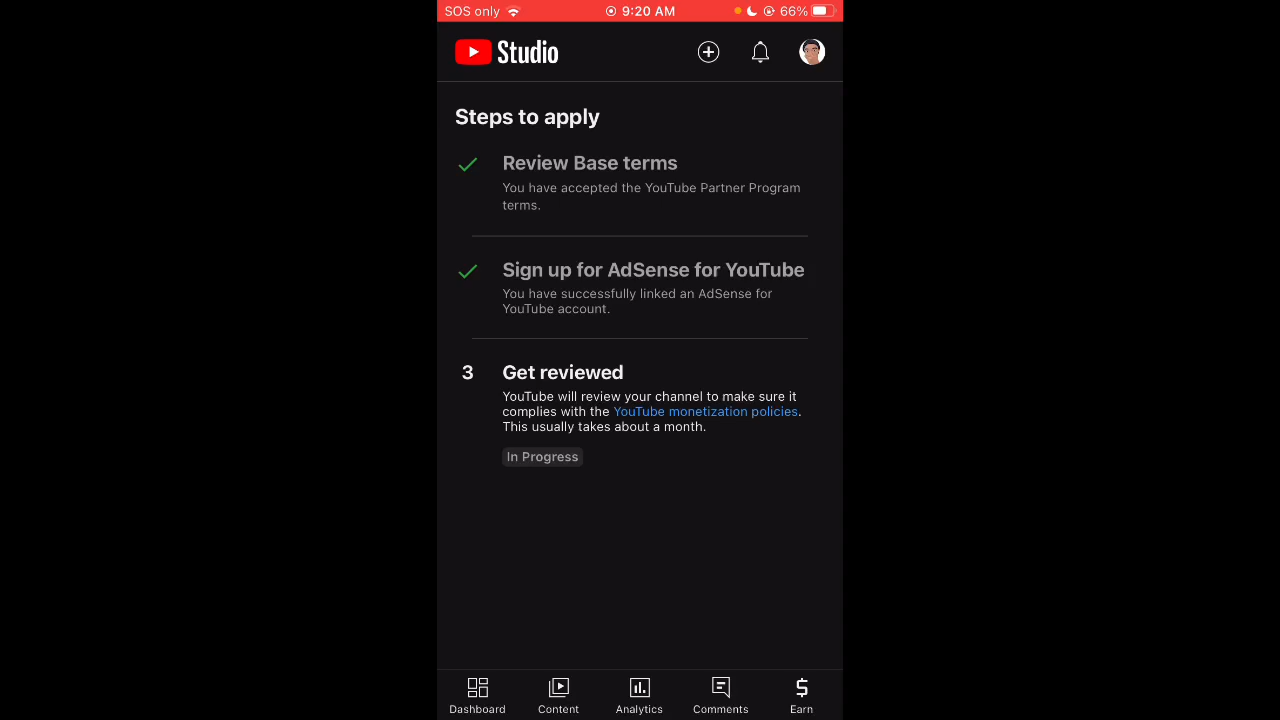 SOS only 9:20 AM 66%
Studio
Steps to apply
Review Base terms
You have accepted the YouTube Partner Program
terms.
Sign up for AdSense for YouTube
You have successfully linked an AdSense for
YouTube account.
3 Get reviewed
YouTube will review your channel to make sure it
complies with the YouTube monetization policies.
This usually takes about a month.
In Progress
Dashboard Content Analytics Comments Earn